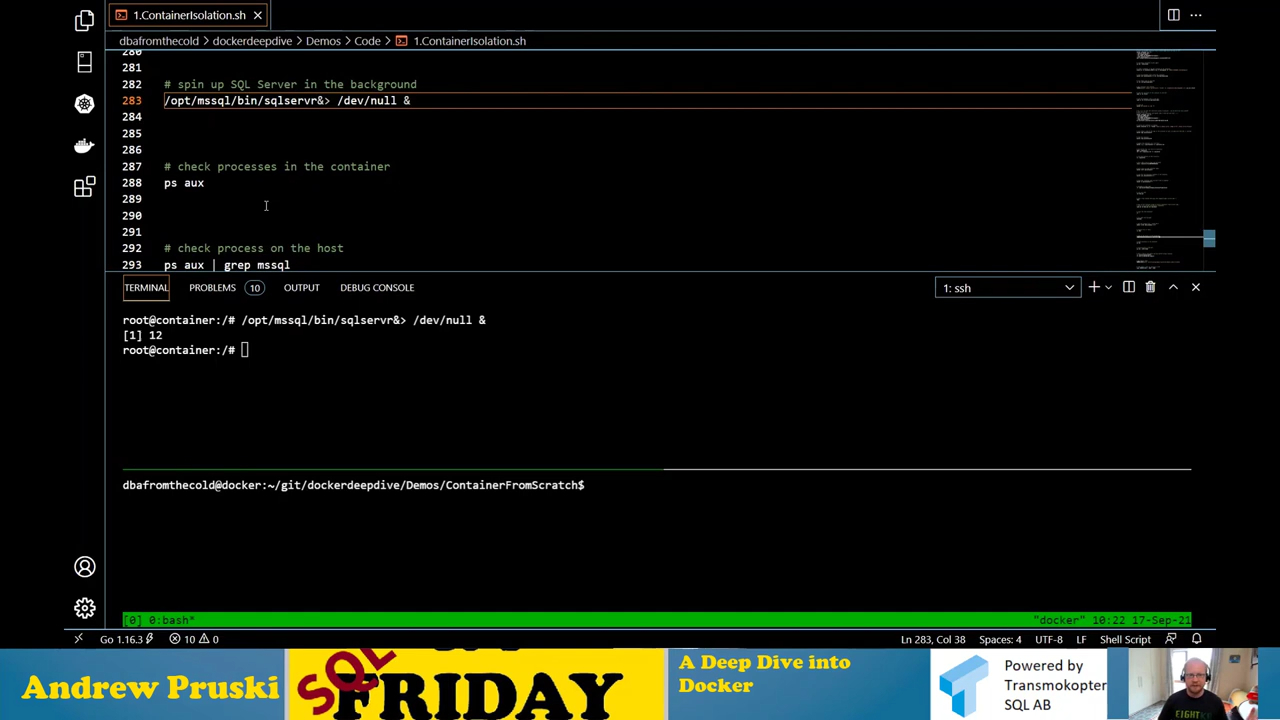 1.ContainerIsolation.sh
dbafromthecold > dockerdeepdive > Demos > Code > 1.ContainerIsolation.sh
280
281
282 # spin up SQL Server in the background
283 /opt/mssql/bin/sqlservr&> /dev/null &
284
285
286
287 # check processes in the container
288 ps aux
289
290
291
292 # check process on the host
293 ps aux | grep mssql
TERMINAL PROBLEMS 10 OUTPUT DEBUG CONSOLE 1: ssh
root@container:/# /opt/mssql/bin/sqlservr&> /dev/null &
[1] 12
root@container:/#
dbafromthecold@docker:~/git/dockerdeepdive/Demos/ContainerFromScratch$
[0] 0:bash* "docker" 10:22 17-Sep-21
Go 1.16.3 10 0 Ln 283, Col 38 Spaces: 4 UTF-8 LF Shell Script
Andrew Pruski
SQL
FRIDAY
A Deep Dive into
Docker
Powered by
Transmokopter
SQL AB